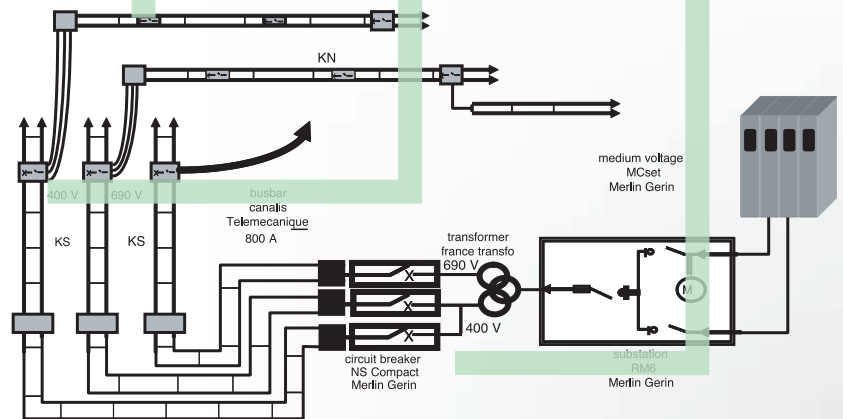 KN
medium voltage
MCset
Merlin Gerin
400 V
690 V
busbar
canalis
Telemecanique
800 A
KS
KS
transformer
france transfo
690 V
400 V
M
circuit breaker
NS Compact
Merlin Gerin
substation
RM6
Merlin Gerin